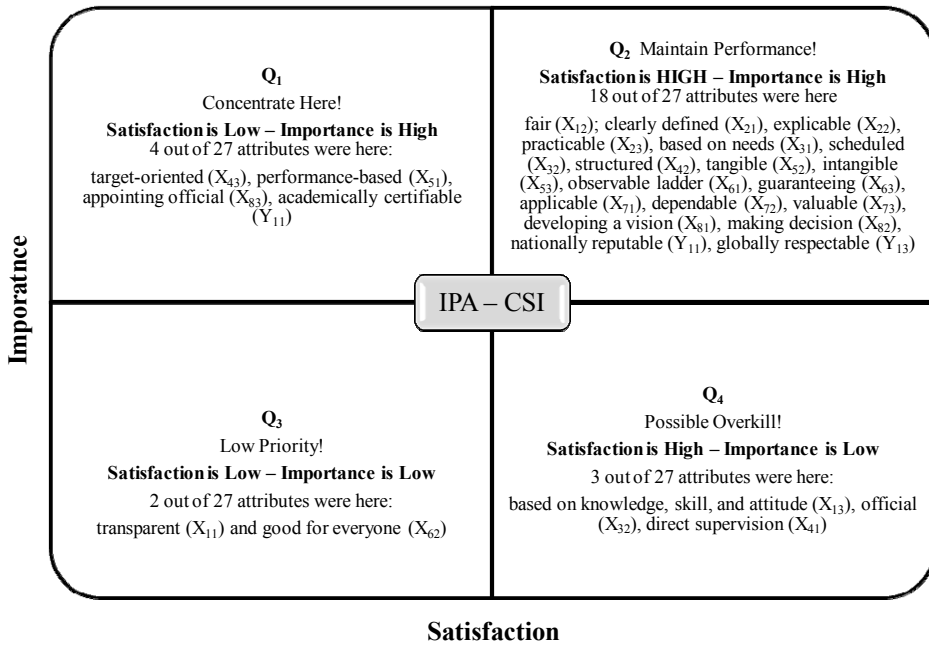 Q₁
Concentrate Here!
Satisfaction is Low – Importance is High
4 out of 27 attributes were here:
target-oriented (X₄₃), performance-based (X₅₁),
appointing official (X₈₃), academically certifiable
(Y₁₁)
Q₂ Maintain Performance!
Satisfaction is HIGH – Importance is High
18 out of 27 attributes were here
fair (X₁₂); clearly defined (X₂₁), explicable (X₂₂),
practicable (X₂₃), based on needs (X₃₁), scheduled
(X₃₂), structured (X₄₂), tangible (X₅₂), intangible
(X₅₃), observable ladder (X₆₁), guaranteeing (X₆₃),
applicable (X₇₁), dependable (X₇₂), valuable (X₇₃),
developing a vision (X₈₁), making decision (X₈₂),
nationally reputable (Y₁₁), globally respectable (Y₁₃)
IPA – CSI
Imporatnce
Q₃
Low Priority!
Satisfaction is Low – Importance is Low
2 out of 27 attributes were here:
transparent (X₁₁) and good for everyone (X₆₂)
Q₄
Possible Overkill!
Satisfaction is High – Importance is Low
3 out of 27 attributes were here:
based on knowledge, skill, and attitude (X₁₃), official
(X₃₂), direct supervision (X₄₁)
Satisfaction